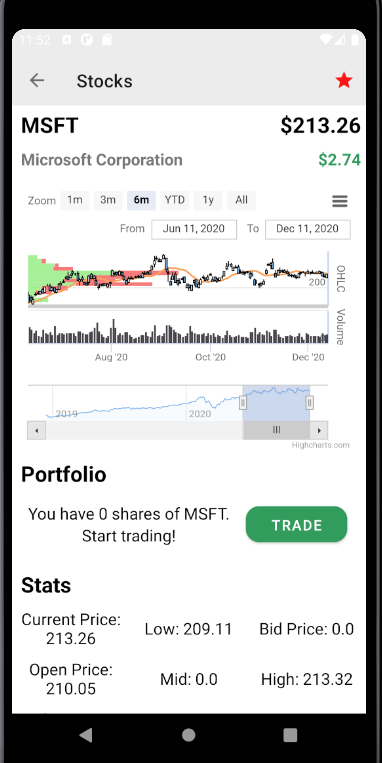 11:52
Stocks
MSFT $213.26
Microsoft Corporation $2.74
Zoom 1m 3m 6m YTD 1y All
From Jun 11, 2020 To Dec 11, 2020
OHLC
200
Volume
Aug '20 Oct '20 Dec '20
2019 2020
Highcharts.com
Portfolio
You have 0 shares of MSFT.
Start trading!
TRADE
Stats
Current Price:
213.26
Low: 209.11
Bid Price: 0.0
Open Price:
210.05
Mid: 0.0
High: 213.32